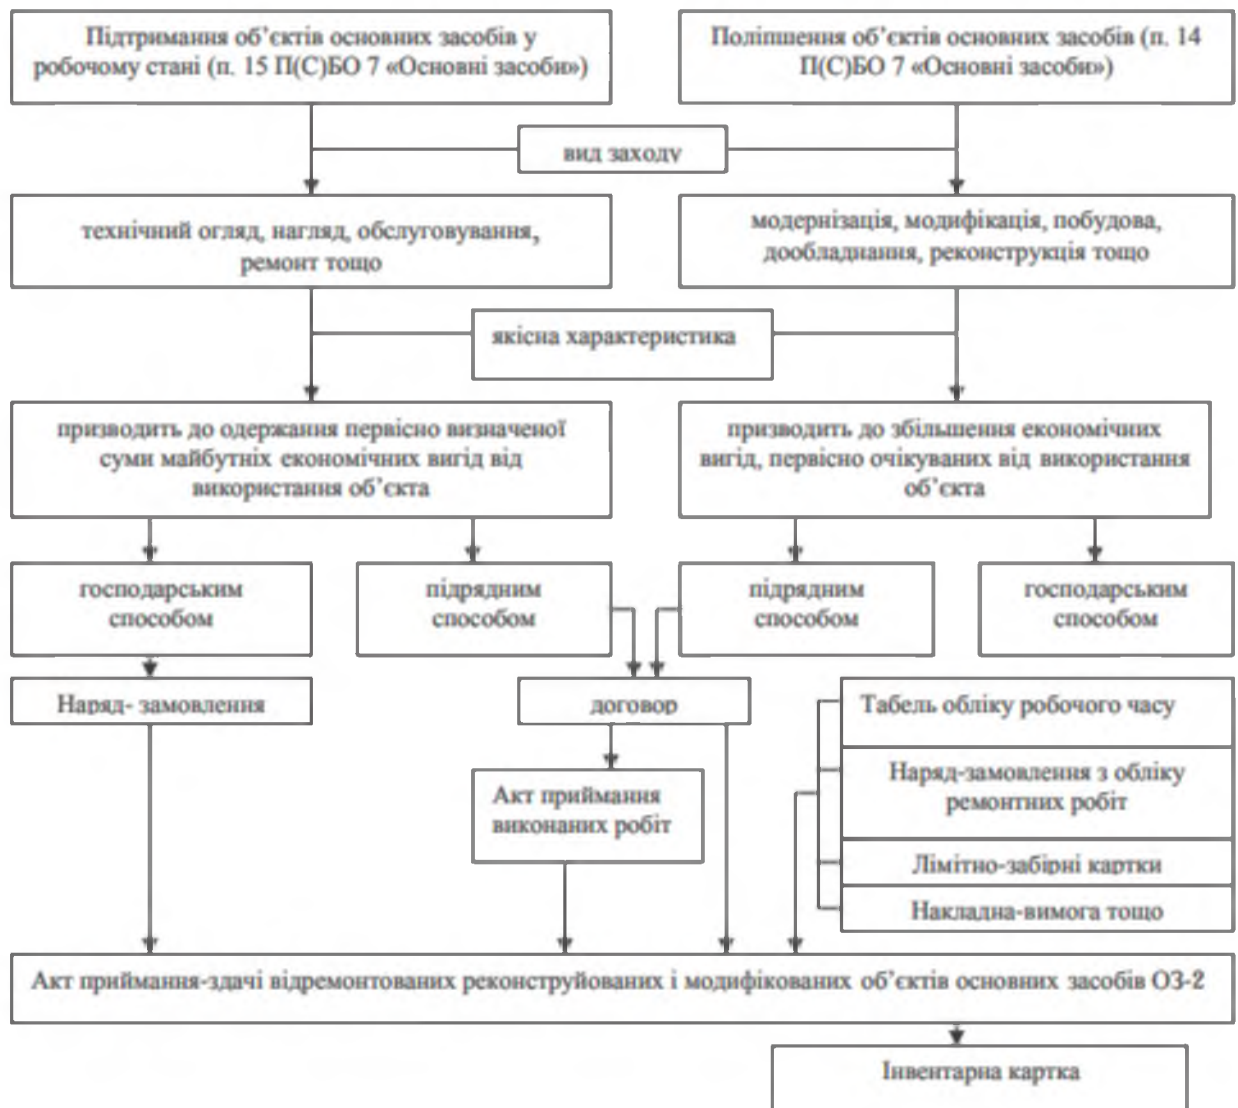 Підтримання об’єктів основних засобів у
робочому стані (п. 15 П(С)БО 7 «Основні засоби»)
Поліпшення об’єктів основних засобів (п. 14
П(С)БО 7 «Основні засоби»)
вид заходу
технічний огляд, нагляд, обслуговування,
ремонт тощо
модернізація, модифікація, побудова,
дообладнання, реконструкція тощо
якісна характеристика
призводить до одержання первісно визначеної
суми майбутніх економічних вигід від
використання об’єкта
призводить до збільшення економічних
вигід, первісно очікуваних від використання
об’єкта
господарським
способом
підрядним
способом
підрядним
способом
господарським
способом
Наряд- замовлення
договор
Табель обліку робочого часу
Наряд-замовлення з обліку
ремонтних робіт
Лімітно-забірні картки
Накладна-вимога тощо
Акт приймання
виконаних робіт
Акт приймання-здачі відремонтованих реконструйованих і модифікованих об’єктів основних засобів ОЗ-2
Інвентарна картка